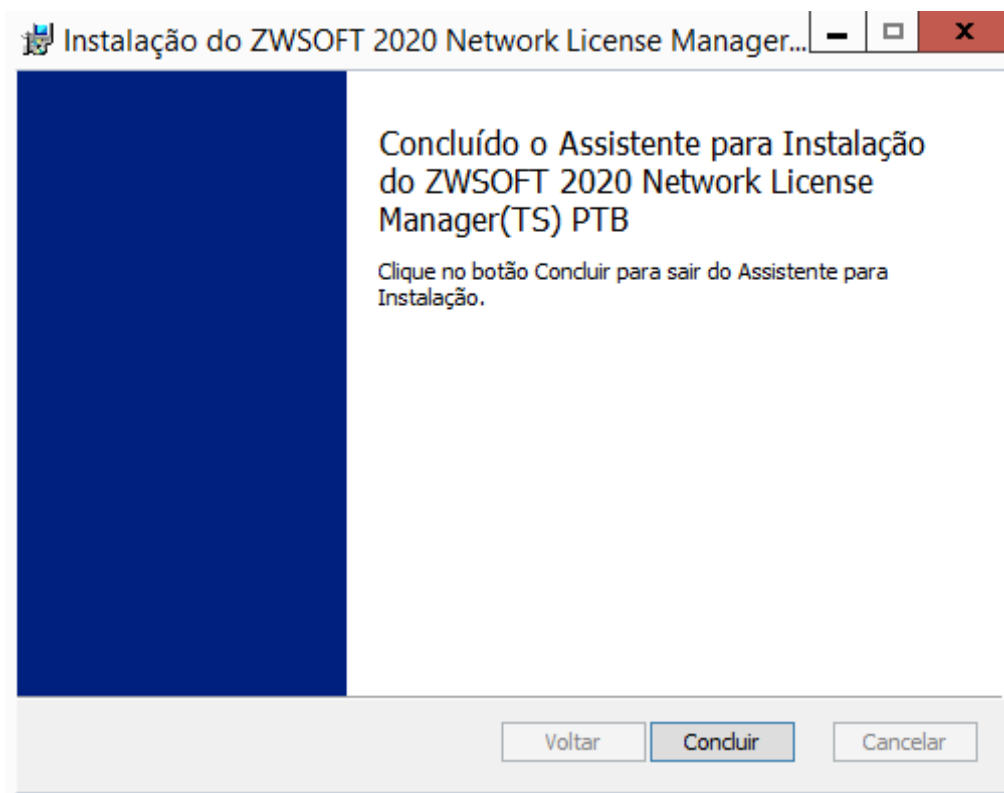 Instalação do ZWSOFT 2020 Network License Manager...
Concluído o Assistente para Instalação
do ZWSOFT 2020 Network License
Manager(TS) PTB
Clique no botão Concluir para sair do Assistente para
Instalação.
Voltar
Concluir
Cancelar